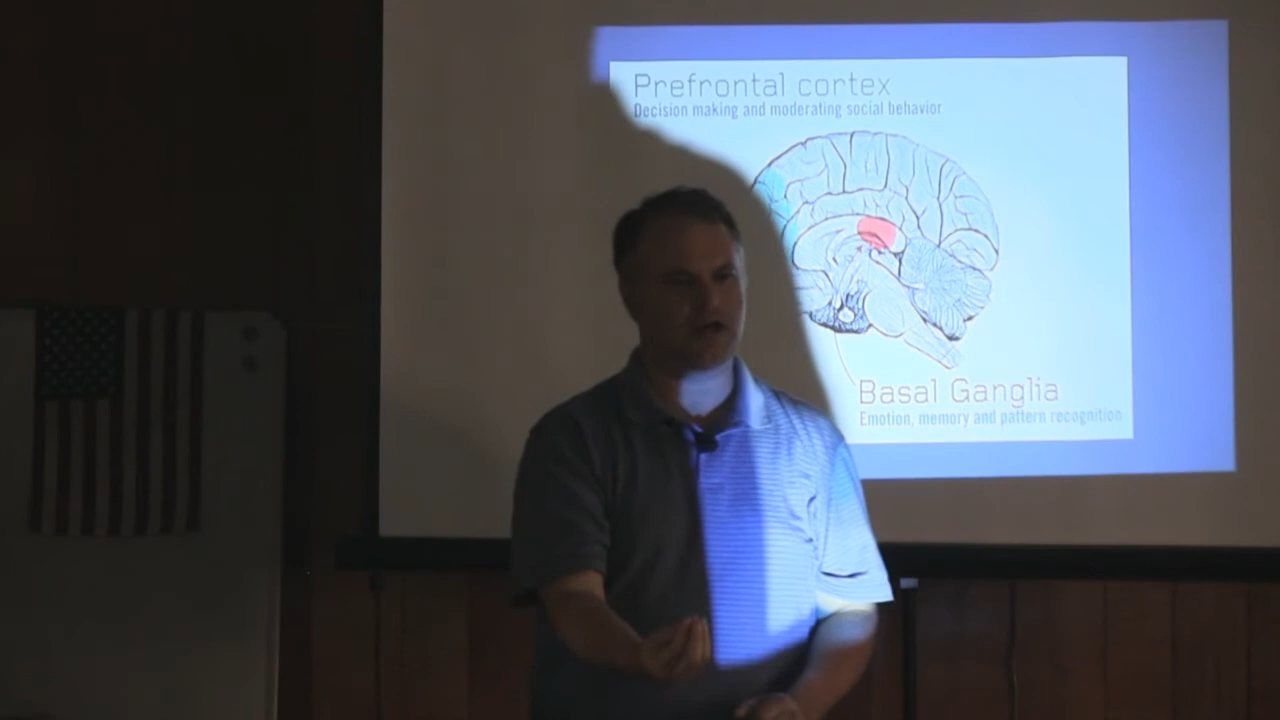 Prefrontal cortex
Decision making and moderating social behavior
Basal Ganglia
Emotion, memory and pattern recognition